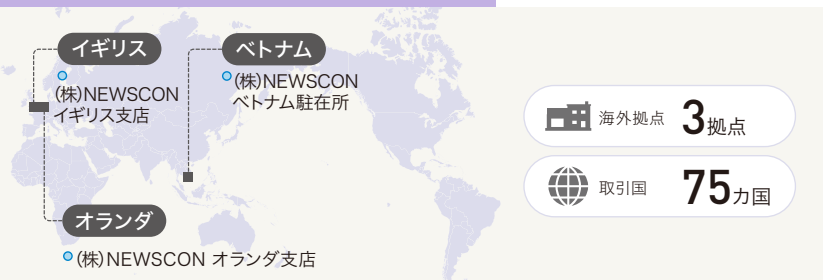 イギリス
(株)NEWSCON
イギリス支店
ベトナム
(株)NEWSCON
ベトナム駐在所
オランダ
(株)NEWSCON オランダ支店
海外拠点 3拠点
取引国 75カ国